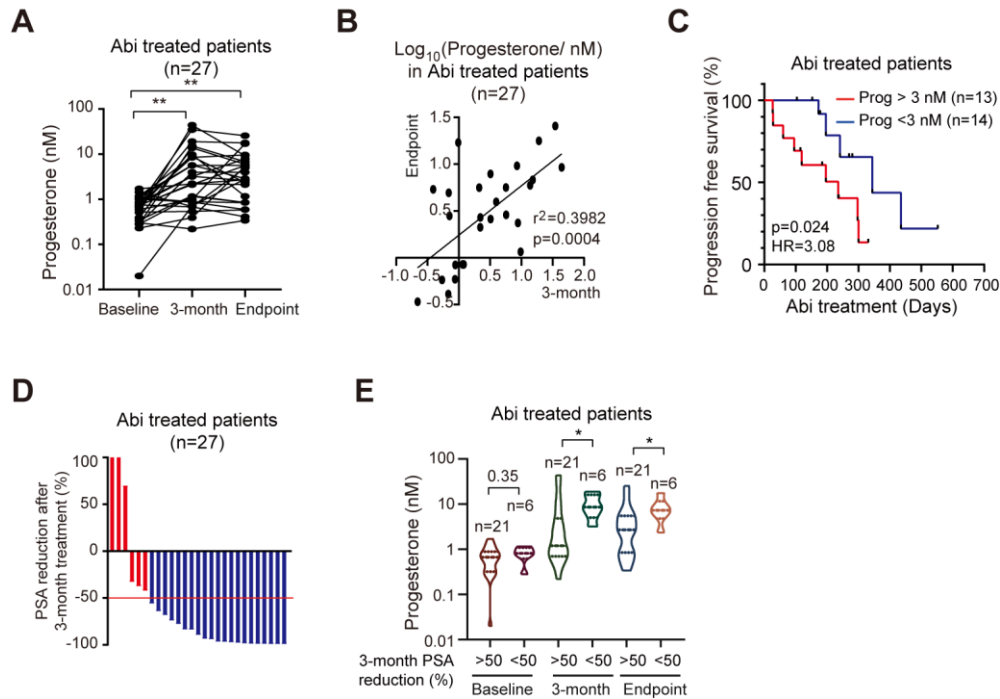 A
Abi treated patients
(n=27)
**
**
Progesterone (nM)
100
10
1
0.1
0.01
Baseline 3-month Endpoint
B
Log10(Progesterone/ nM)
in Abi treated patients
(n=27)
Endpoint
1.5
1.0
0.5
-0.5
-1.0 0.0 0.5 1.0 1.5 2.0
3-month
r²=0.3982
p=0.0004
C
Abi treated patients
Prog > 3 nM (n=13)
Prog <3 nM (n=14)
Progression free survival (%)
100
50
0
p=0.024
HR=3.08
0 100 200 300 400 500 600 700
Abi treatment (Days)
D
Abi treated patients
(n=27)
PSA reduction after
3-month treatment (%)
100
50
0
-50
-100
E
Abi treated patients
Progesterone (nM)
100
10
1
0.1
0.01
n=21
0.35
n=6
n=21
*
n=6
n=21
*
n=6
3-month PSA
reduction (%)
>50 <50 >50 <50 >50 <50
Baseline 3-month Endpoint